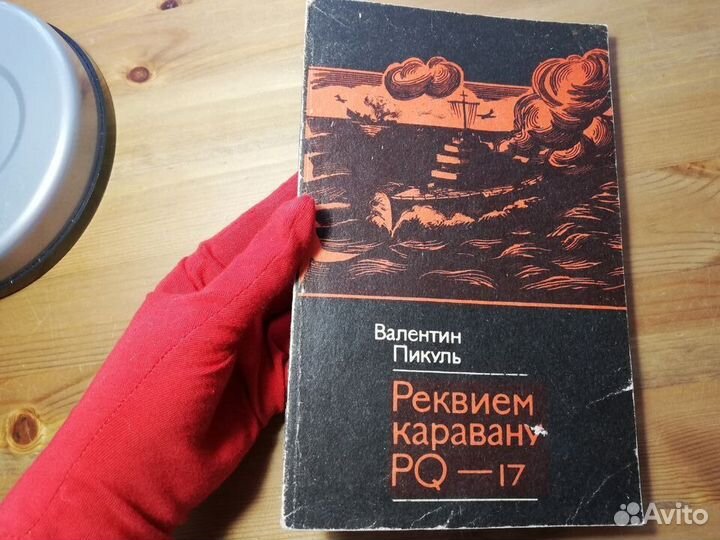 Валентин
Пикуль
Реквием
каравану
PQ — 17
Avito